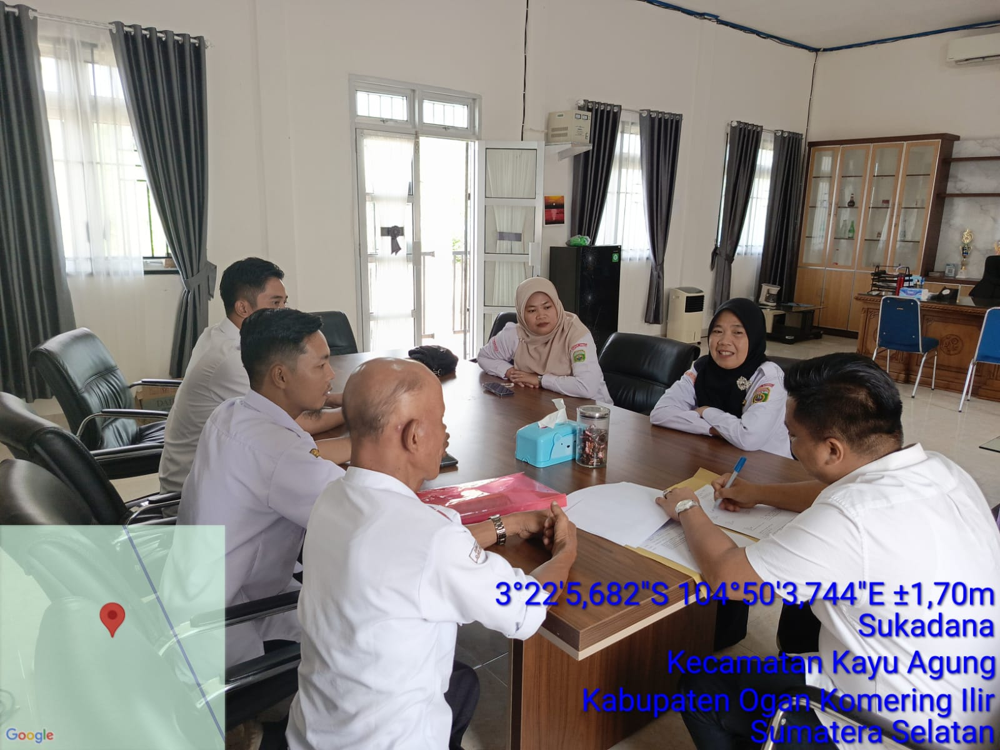 3°22'5,682"S 104°50'3,744"E ±1,70m
Sukadana
Kecamatan Kayu Agung
Kabupaten Ogan Komering Ilir
Sumatera Selatan
Google